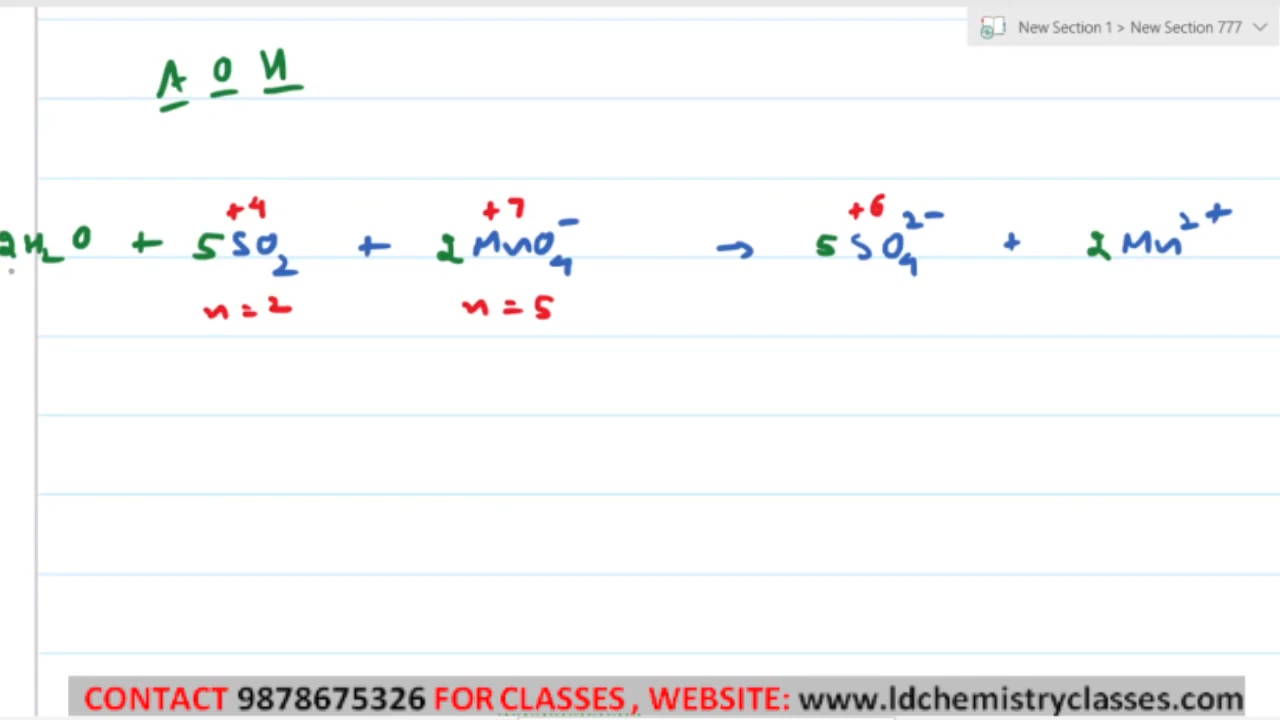 New Section 1 > New Section 777
A O H
+4 +7 +6
2H₂O + 5SO₂ + 2MnO₄⁻ → 5SO₄²⁻ + 2Mn²⁺
n = 2 n = 5
CONTACT 9878675326 FOR CLASSES , WEBSITE: www.ldchemistryclasses.com